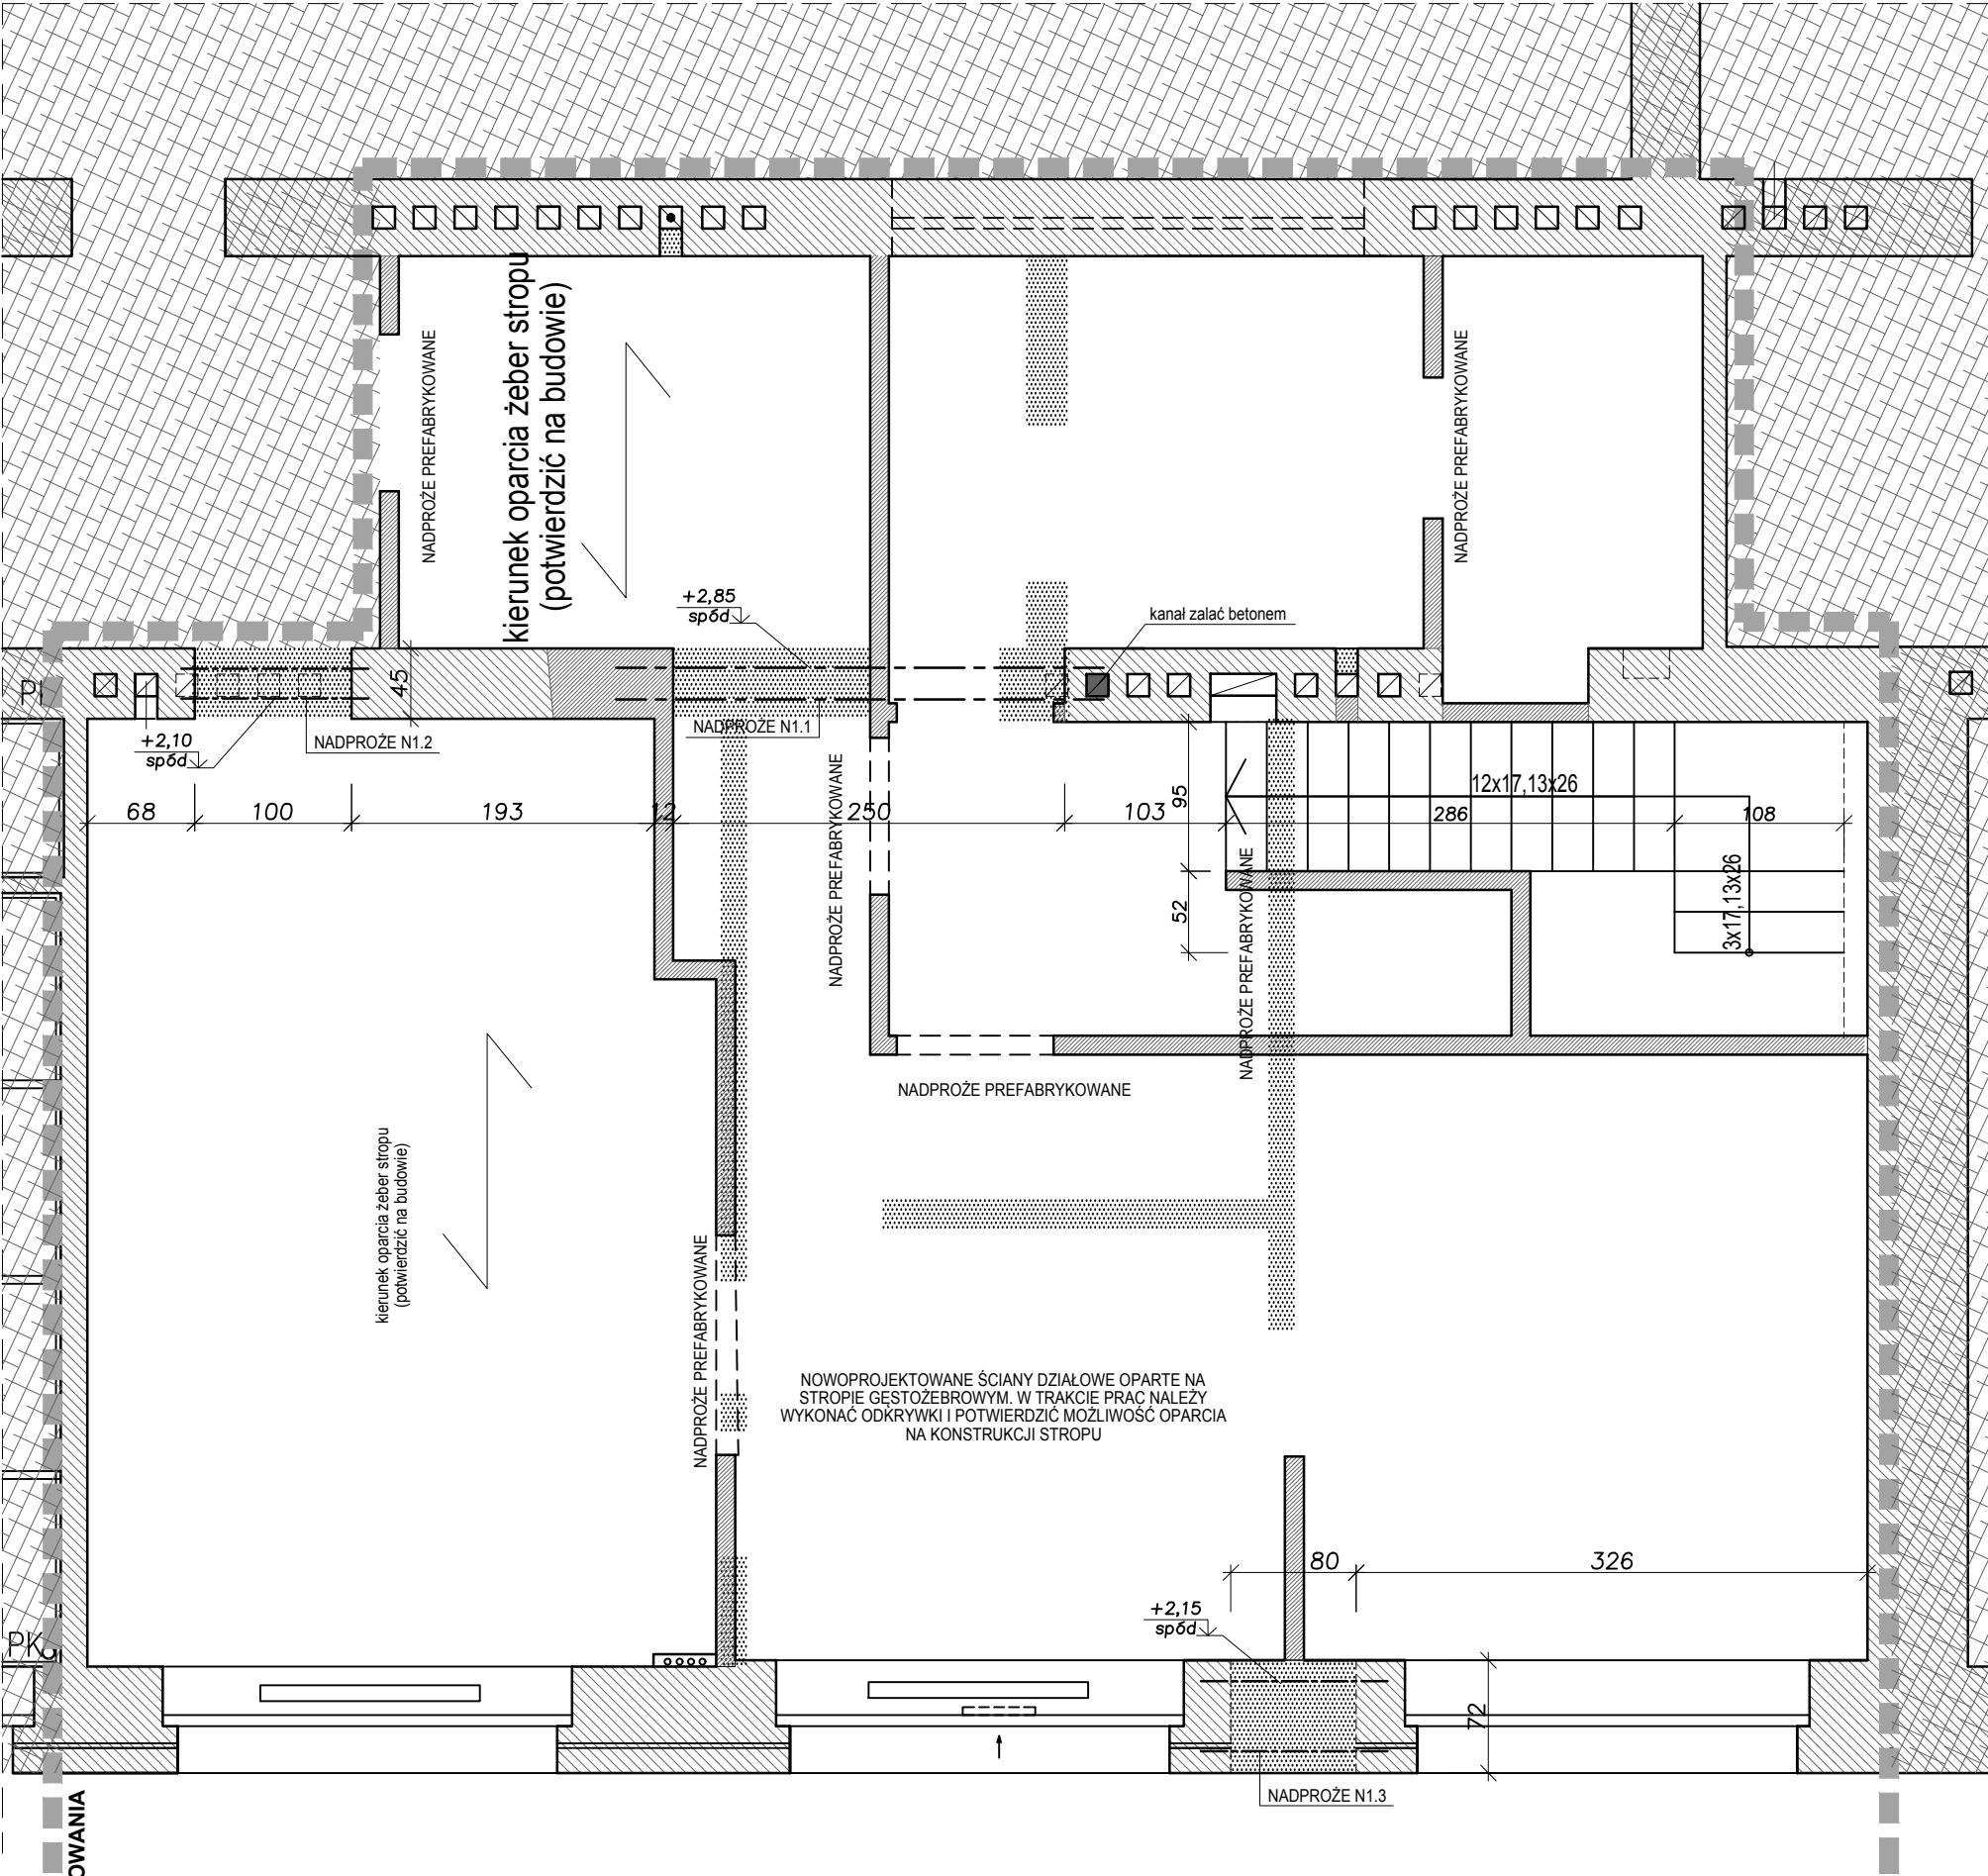 kierunek oparcia żeber stropu
(potwierdzić na budowie)
NADPROŻE PREFABRYKOWANE
NADPROŻE PREFABRYKOWANE
+2,85
spód
kanał zalać betonem
45
PI
+2,10
spód
NADPROŻE N1.2
NADPROŻE N1.1
NADPROŻE PREFABRYKOWANE
95
12x17,13x26
68
100
193
12
250
103
286
108
NADPROŻE PREFABRYKOWANE
3x17,13x26
52
NADPROŻE PREFABRYKOWANE
kierunek oparcia żeber stropu
(potwierdzić na budowie)
NADPROŻE PREFABRYKOWANE
NOWOPROJEKTOWANE ŚCIANY DZIAŁOWE OPARTE NA
STROPIE GĘSTOŻEBROWYM. W TRAKCIE PRAC NALEŻY
WYKONAĆ ODKRYWKI I POTWIERDZIĆ MOŻLIWOŚĆ OPARCIA
NA KONSTRUKCJI STROPU
80
326
+2,15
spód
PK
72
NADPROŻE N1.3
OWANIA